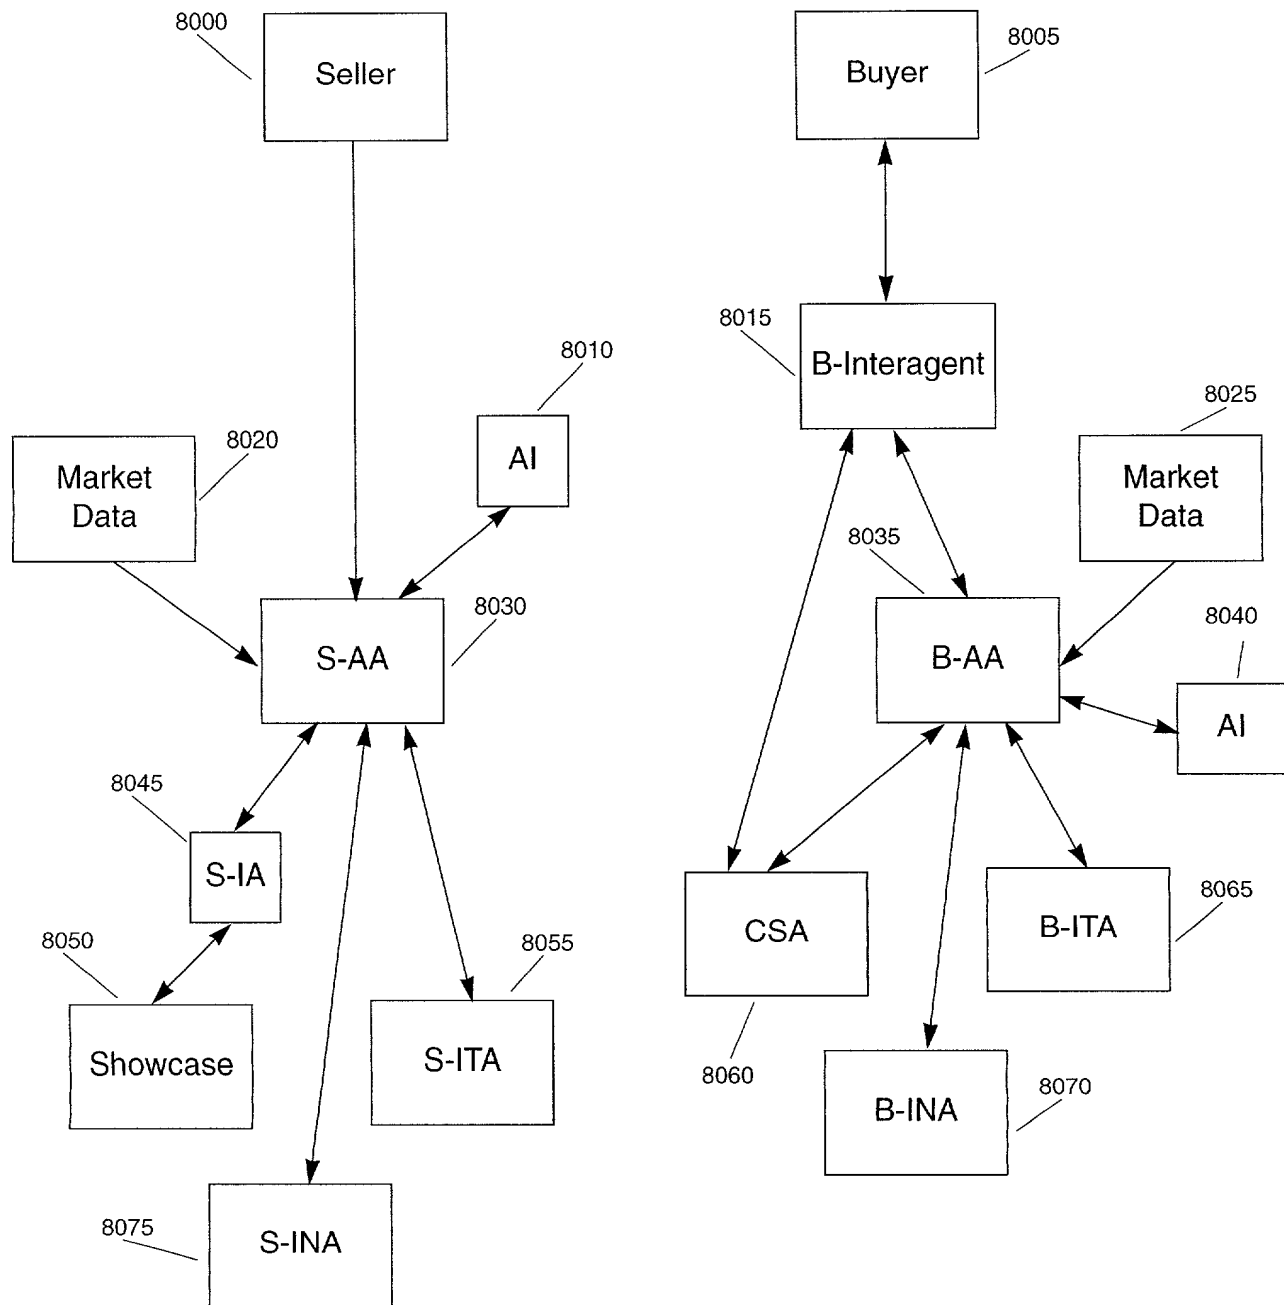 8000
Seller
Buyer
8005
8015
B-Interagent
8010
AI
8020
Market
Data
8025
Market
Data
8035
8030
S-AA
B-AA
8040
AI
8045
S-IA
8050
Showcase
8055
S-ITA
CSA
8060
B-ITA
8065
B-INA
8070
8075
S-INA